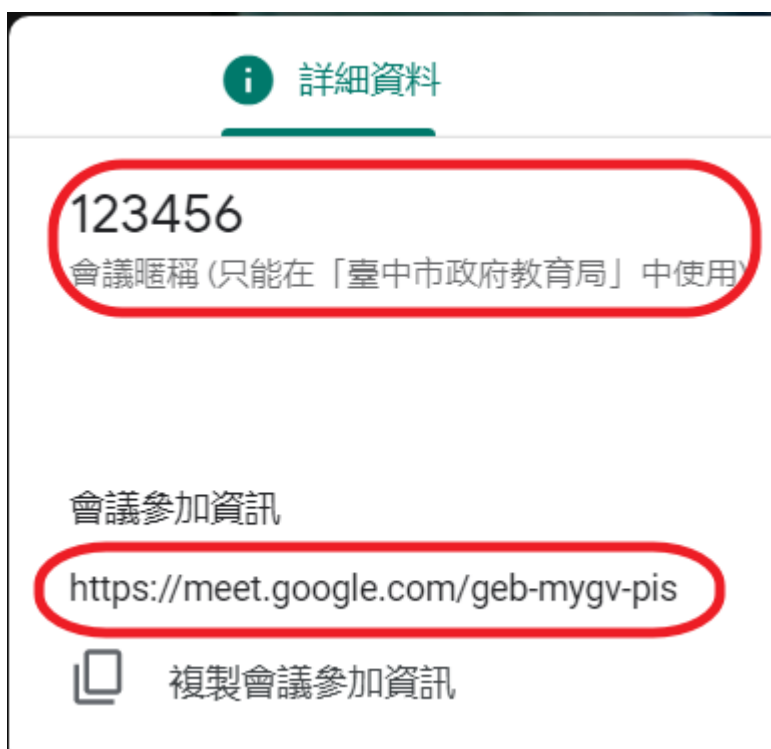 詳細資料
123456
會議暱稱 (只能在「臺中市政府教育局」中使用)
會議參加資訊
https://meet.google.com/geb-mygv-pis
複製會議參加資訊